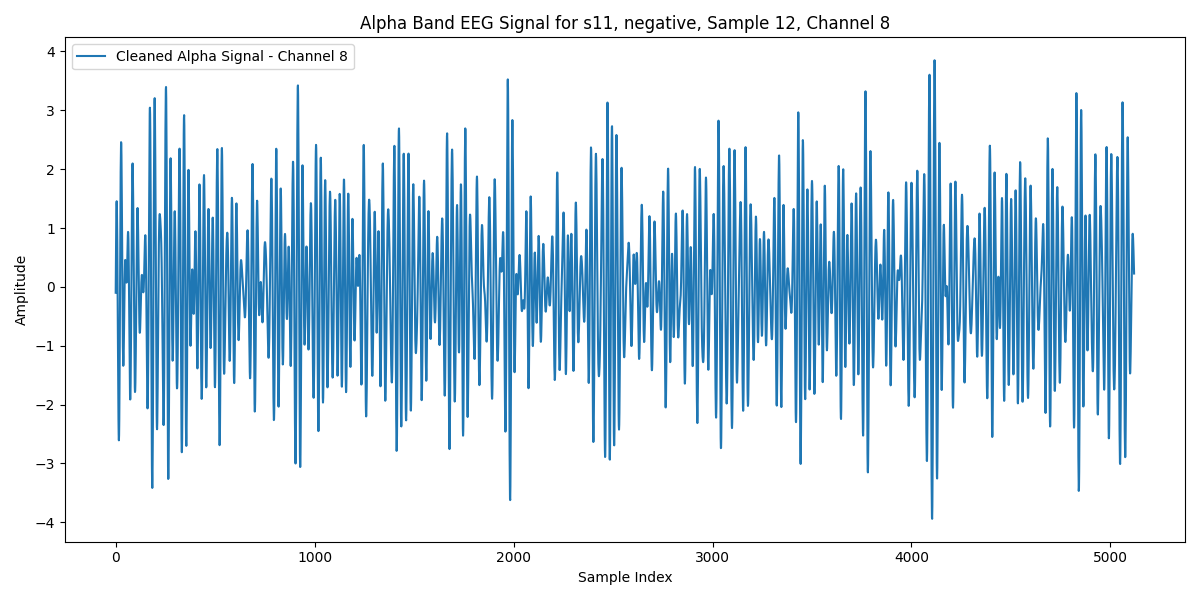 Alpha Band EEG Signal for s11, negative, Sample 12, Channel 8
Cleaned Alpha Signal - Channel 8
4
3
2
1
0
−1
−2
−3
−4
Amplitude
0 1000 2000 3000 4000 5000
Sample Index